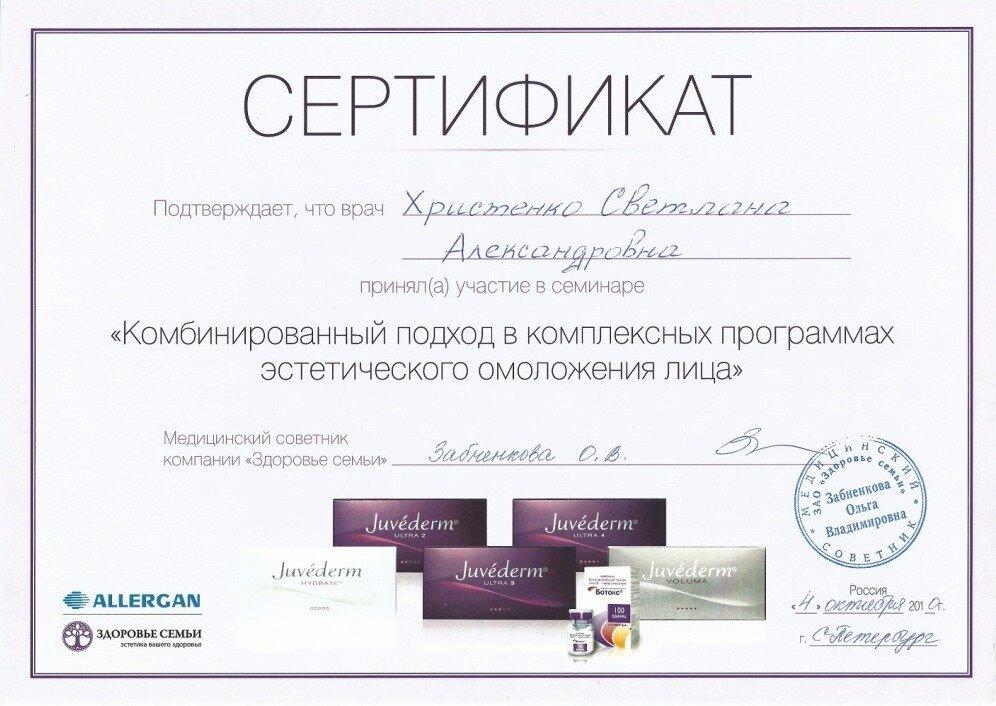 СЕРТИФИКАТ
Подтверждает, что врач Христенко Светлана
Александровна
принял(а) участие в семинаре
«Комбинированный подход в комплексных программах
эстетического омоложения лица»
Медицинский советник
компании «Здоровье семьи» Забненкова О.В.
МЕДИЦИНСКИЙ СОВЕТНИК
ЗАО «Здоровье семьи»
Забненкова
Ольга
Владимировна
Juvéderm®
ULTRA 2
Juvéderm®
ULTRA 4
Juvéderm®
HYDRATE
Juvéderm®
ULTRA 3
Juvéderm®
VOLUMA
Ботокс®
100
ALLERGAN
ЗДОРОВЬЕ СЕМЬИ
эстетика вашего здоровья
Россия
«4» октября 201 г.
г. С-Петербург